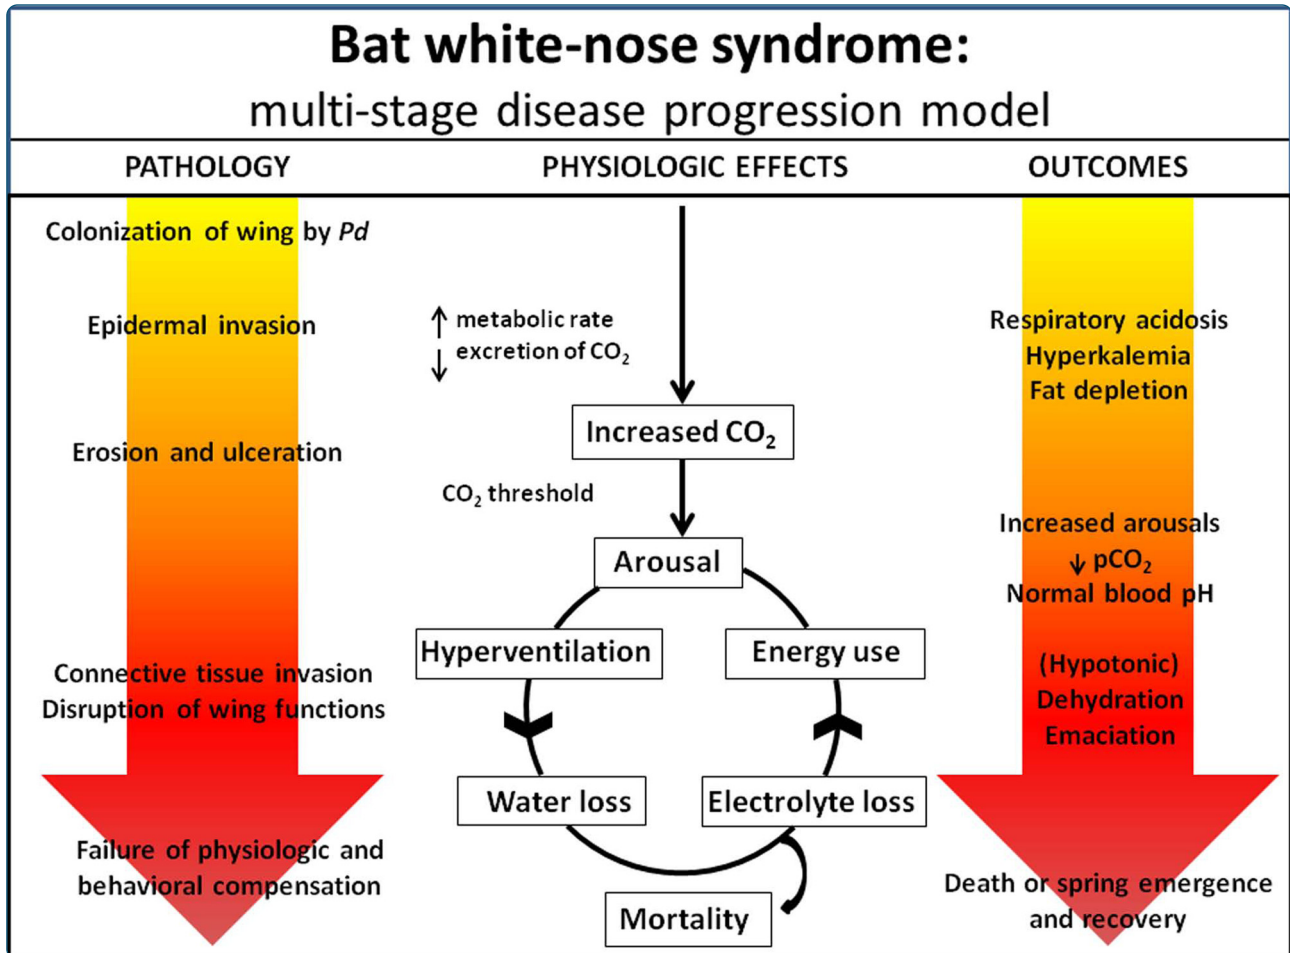 Bat white-nose syndrome:
multi-stage disease progression model
PATHOLOGY
PHYSIOLOGIC EFFECTS
OUTCOMES
Colonization of wing by Pd
Epidermal invasion
Erosion and ulceration
Connective tissue invasion
Disruption of wing functions
Failure of physiologic and
behavioral compensation
↑ metabolic rate
↓ excretion of CO₂
Increased CO₂
CO₂ threshold
Arousal
Hyperventilation
Energy use
Water loss
Electrolyte loss
Mortality
Respiratory acidosis
Hyperkalemia
Fat depletion
Increased arousals
↓ pCO₂
Normal blood pH
(Hypotonic)
Dehydration
Emaciation
Death or spring emergence
and recovery